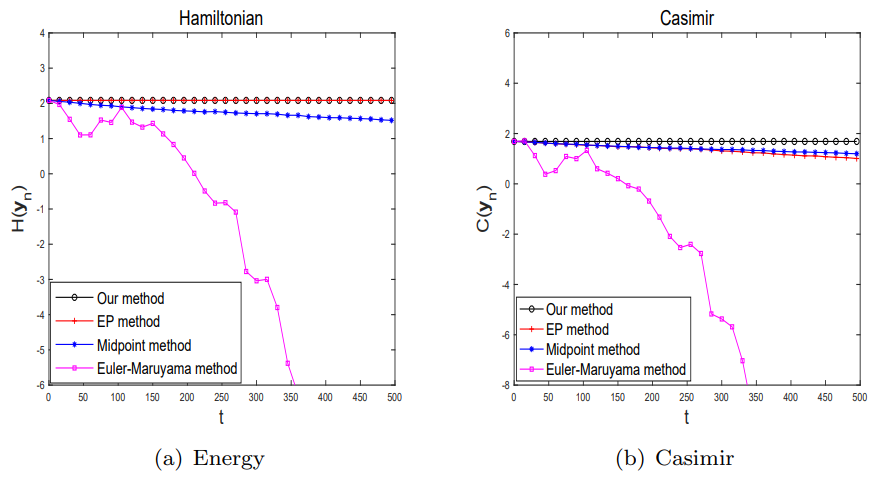 Hamiltonian
4
3
2
1
0
-1
-2
-3
-4
-5
-6
H(yn)
Our method
EP method
Midpoint method
Euler-Maruyama method
0 50 100 150 200 250 300 350 400 450 500
t
(a) Energy
Casimir
6
4
2
0
-2
-4
-6
-8
C(yn)
Our method
EP method
Midpoint method
Euler-Maruyama method
0 50 100 150 200 250 300 350 400 450 500
t
(b) Casimir